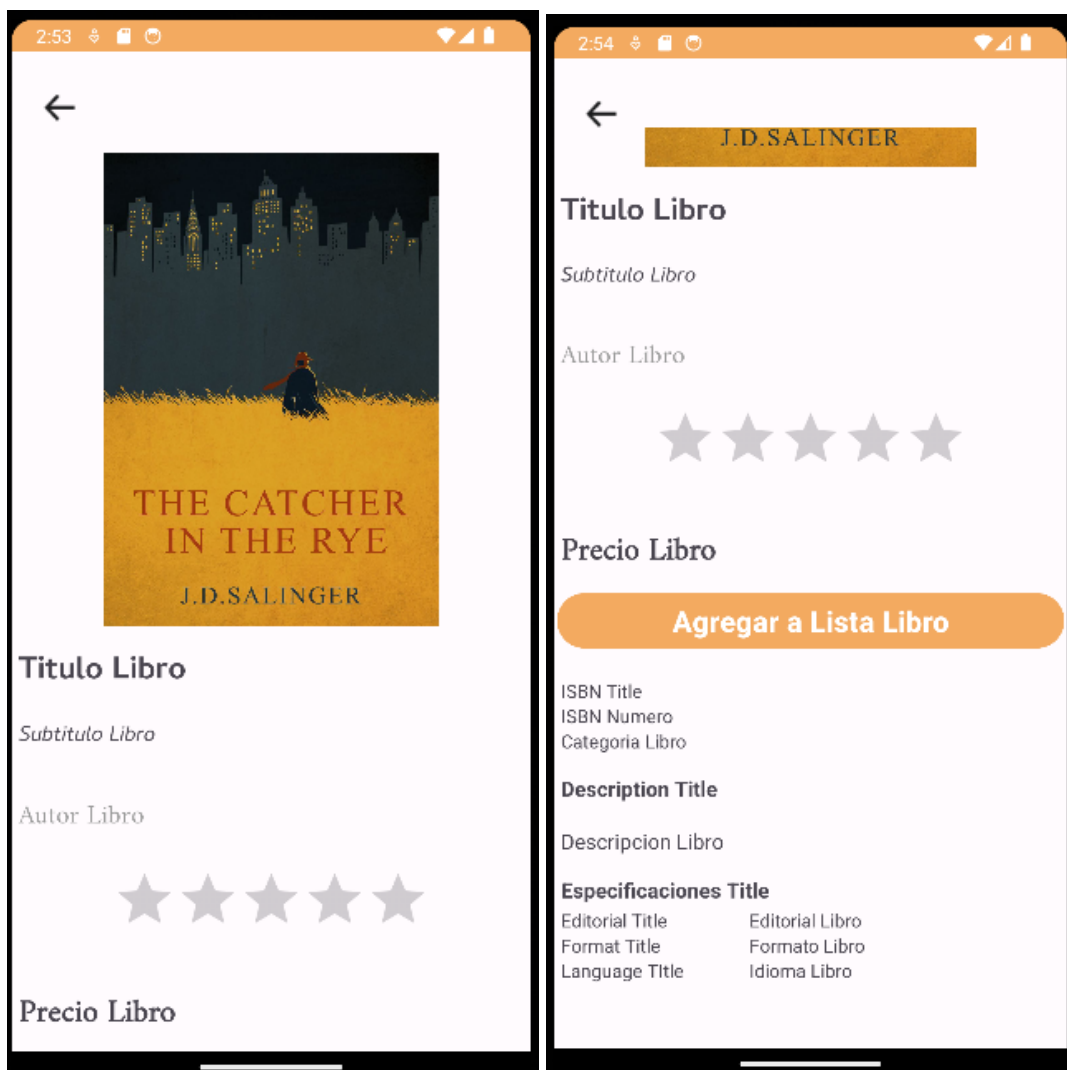 2:53
THE CATCHER
IN THE RYE
J.D.SALINGER
Titulo Libro
Subtitulo Libro
Autor Libro
Precio Libro
2:54
J.D.SALINGER
Titulo Libro
Subtitulo Libro
Autor Libro
Precio Libro
Agregar a Lista Libro
ISBN Title
ISBN Numero
Categoria Libro
Description Title
Descripcion Libro
Especificaciones Title
Editorial Title Editorial Libro
Format Title Formato Libro
Language TItle Idioma Libro